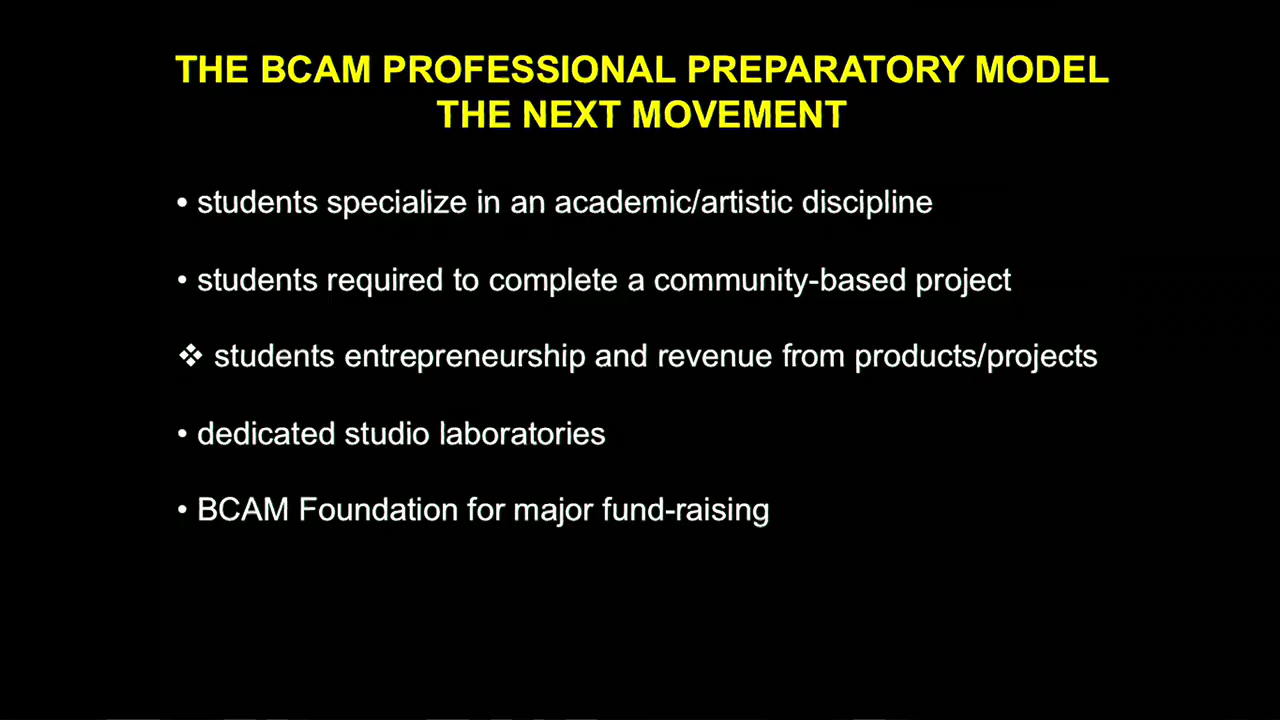 THE BCAM PROFESSIONAL PREPARATORY MODEL
THE NEXT MOVEMENT
• students specialize in an academic/artistic discipline
• students required to complete a community-based project
❖ students entrepreneurship and revenue from products/projects
• dedicated studio laboratories
• BCAM Foundation for major fund-raising